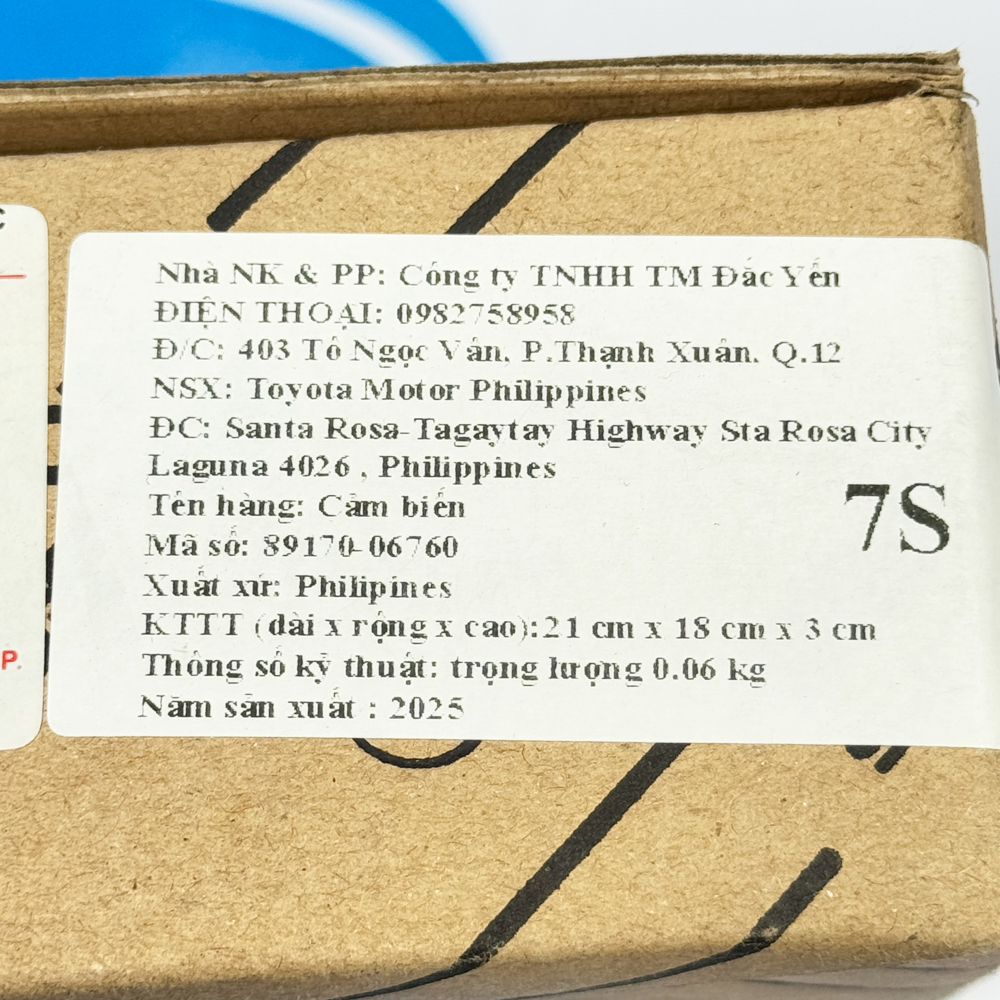 Nhà NK & PP: Công ty TNHH TM Đắc Yến
ĐIỆN THOẠI: 0982758958
Đ/C: 403 Tô Ngọc Vân, P.Thạnh Xuân. Q.12
NSX: Toyota Motor Philippines
ĐC: Santa Rosa-Tagaytay Highway Sta Rosa City
Laguna 4026 , Philippines
Tên hàng: Cảm biến
Mã số: 89170-06760
Xuất xứ: Philipines
KTTT (dài x rộng x cao):21 cm x 18 cm x 3 cm
Thông số kỹ thuật: trọng lượng 0.06 kg
Năm sản xuất : 2025
7S
C
P.